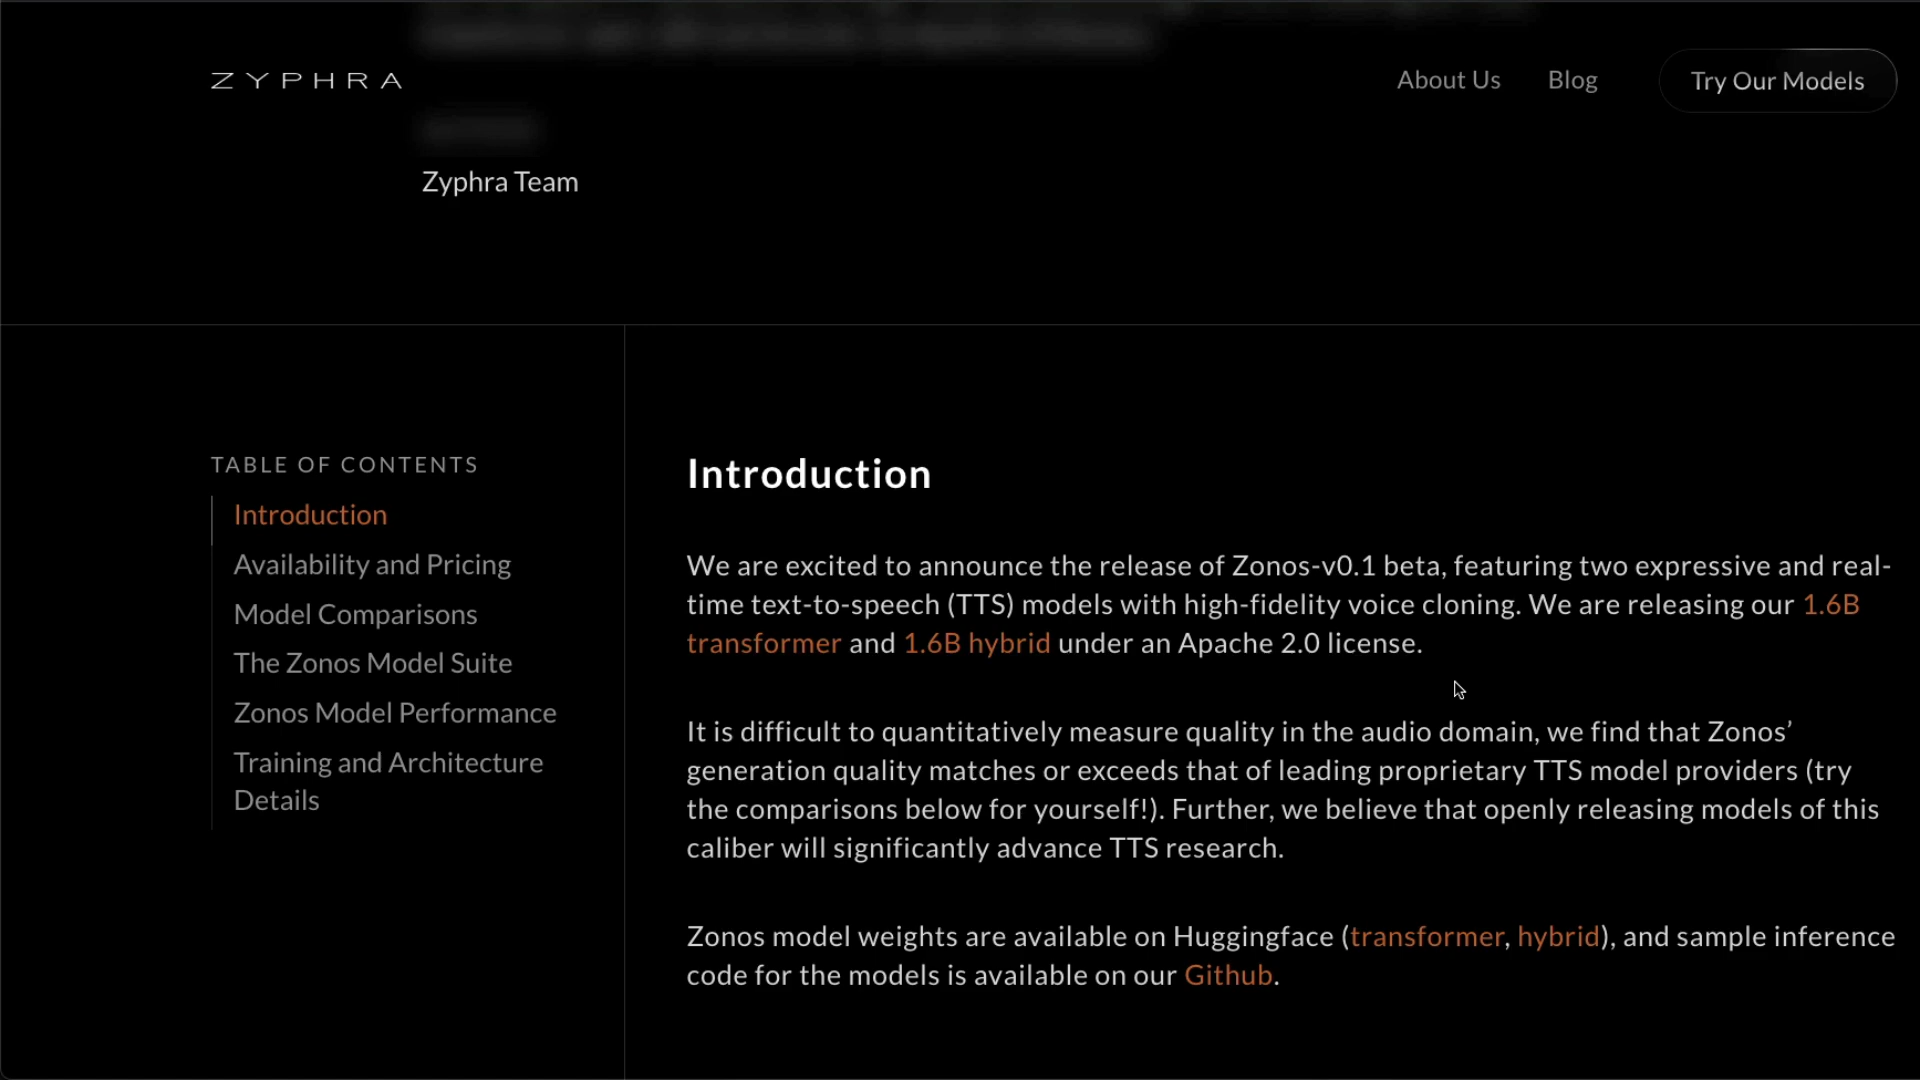 ZYPHRA
About Us
Blog
Try Our Models
Zyphra Team
TABLE OF CONTENTS
Introduction
Availability and Pricing
Model Comparisons
The Zonos Model Suite
Zonos Model Performance
Training and Architecture
Details
Introduction
We are excited to announce the release of Zonos-v0.1 beta, featuring two expressive and real-
time text-to-speech (TTS) models with high-fidelity voice cloning. We are releasing our 1.6B
transformer and 1.6B hybrid under an Apache 2.0 license.
It is difficult to quantitatively measure quality in the audio domain, we find that Zonos’
generation quality matches or exceeds that of leading proprietary TTS model providers (try
the comparisons below for yourself!). Further, we believe that openly releasing models of this
caliber will significantly advance TTS research.
Zonos model weights are available on Huggingface (transformer, hybrid), and sample inference
code for the models is available on our Github.